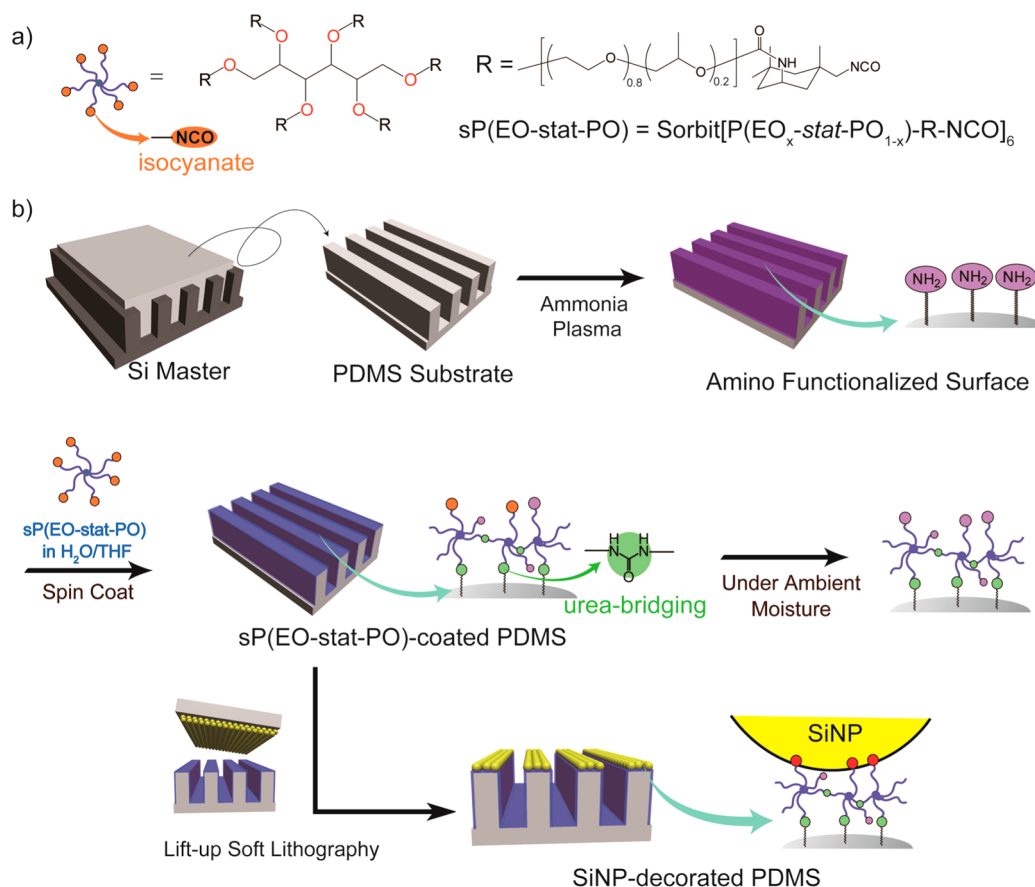 a)
=
R
R
R
R
R
R
O
O
O
O
O
O
NCO
isocyanate
R =
O
0.8
O
0.2
O
NH
NCO
sP(EO-stat-PO) = Sorbit[P(EOx-stat-PO1-x)-R-NCO]6
b)
Si Master
PDMS Substrate
Ammonia
Plasma
NH2
NH2
NH2
Amino Functionalized Surface
sP(EO-stat-PO)
in H2O/THF
Spin Coat
H
H
N
N
O
urea-bridging
sP(EO-stat-PO)-coated PDMS
Under Ambient
Moisture
Lift-up Soft Lithography
SiNP
SiNP-decorated PDMS